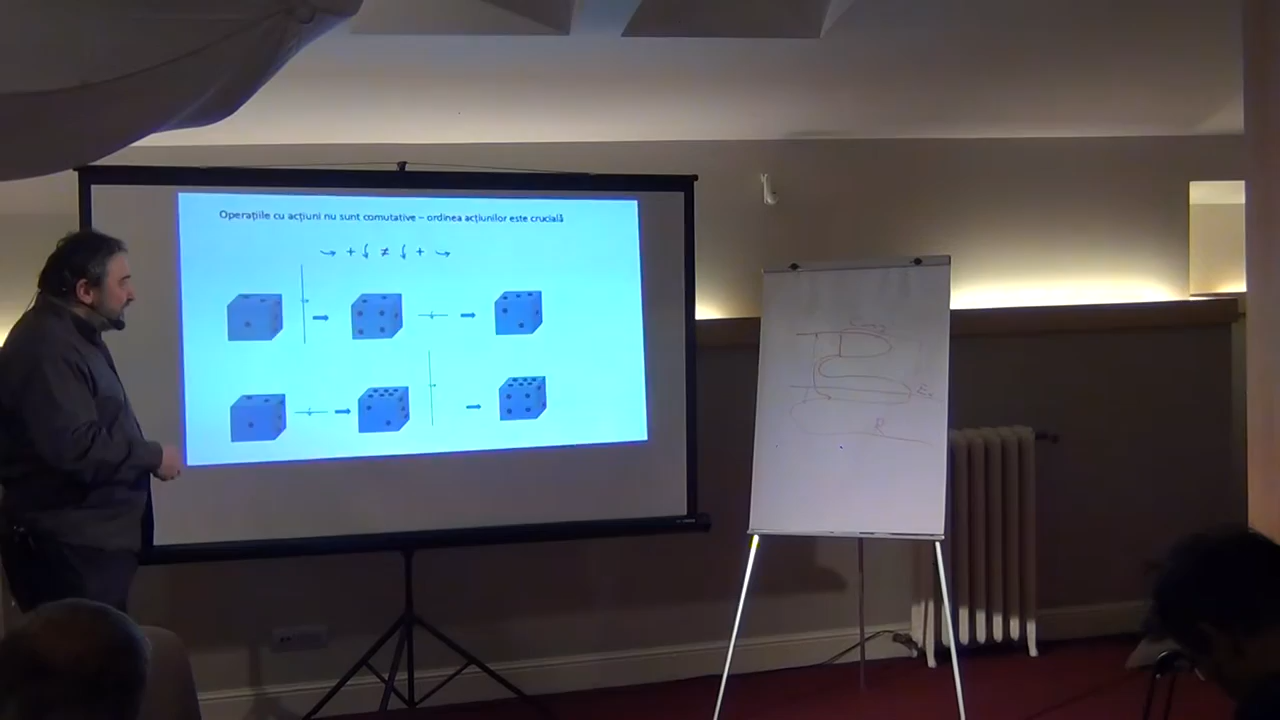 Operațiile cu acțiuni nu sunt comutative – ordinea acțiunilor este crucială
+ ≠ +
R